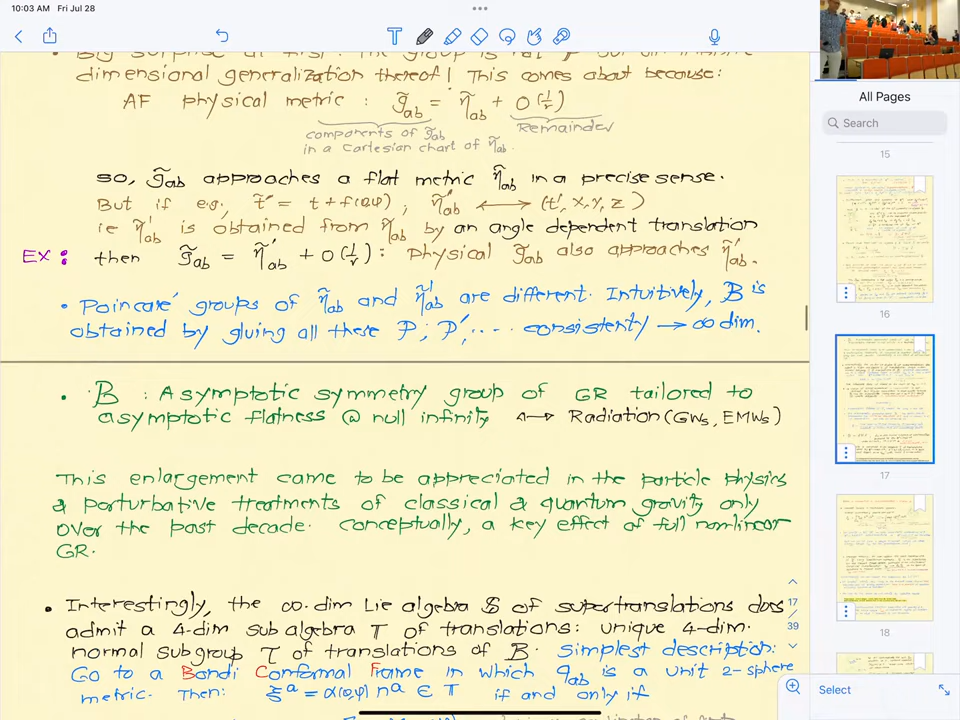 10:03 AM Fri Jul 28
dimensional generalization thereof! This comes about because:
AF physical metric : g̃ab = η̃ab + O(1/r)
components of g̃ab
in a Cartesian chart of η̃ab.
Remainder
so, g̃ab approaches a flat metric η̃ab in a precise sense.
But if e.g., t' = t + f(θ,φ) ; η̃'ab ⟷ (t', x, y, z)
ie η̃'ab is obtained from η̃ab by an angle dependent translation
EX : then g̃ab = η̃'ab + O(1/r) : Physical g̃ab also approaches η̃'ab.
• Poincaré groups of η̃ab and η̃'ab are different. Intuitively, B is
obtained by gluing all these P, P', .... consistently → ∞ dim.
• B : Asymptotic symmetry group of GR tailored to
asymptotic flatness @ null infinity ⟷ Radiation (GWs, EMWs)
This enlargement came to be appreciated in the particle physics
& perturbative treatments of classical & quantum gravity only
over the past decade. conceptually, a key effect of full nonlinear
GR.
• Interestingly, the ∞.dim Lie algebra S of supertranslations does
admit a 4-dim sub algebra T of translations: unique 4-dim.
normal subgroup T of translations of B. Simplest description:
Go to a Bondi Conformal Frame in which qab is a unit 2-sphere
metric. Then: ξa = α(θ,φ) na ∈ T if and only if
All Pages
Search
15
16
17
18
17
39
Select